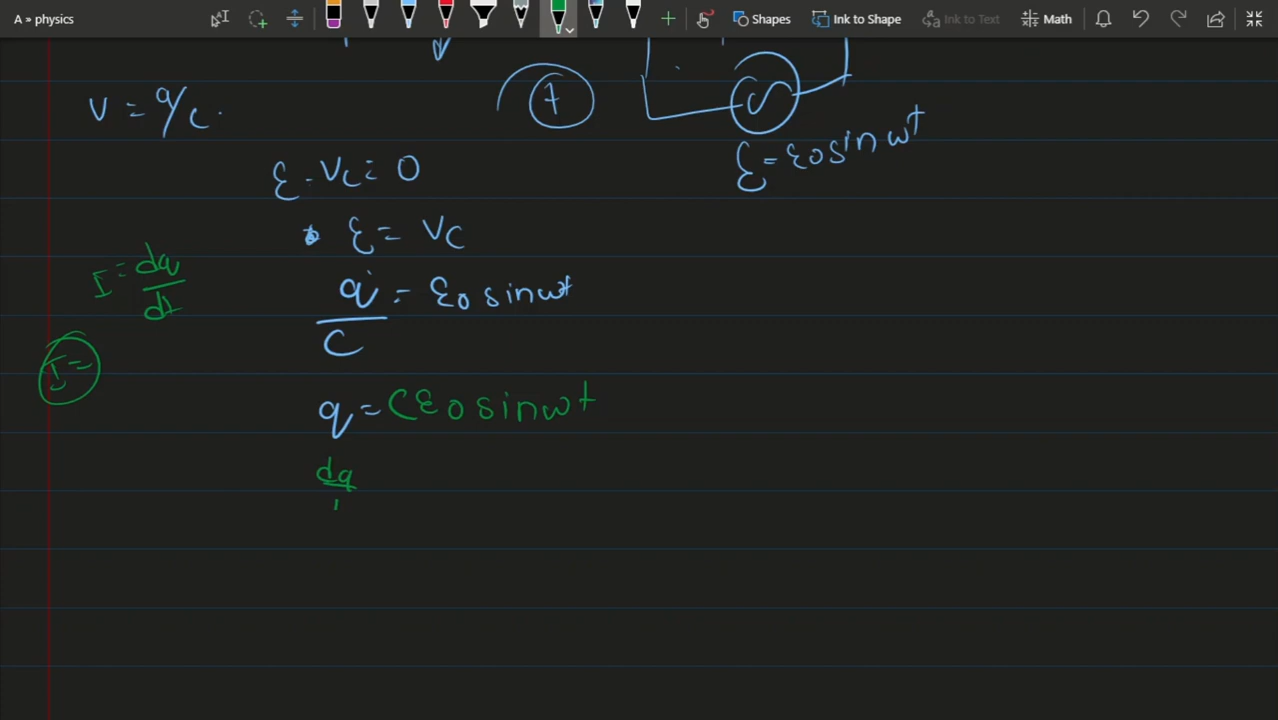 A » physics
Shapes
Ink to Shape
Ink to Text
Math
V = q/C
+
ε = ε0 sin ωt
ε - VC = 0
ε = VC
I = dq/dt
q/C = ε0 sin ωt
I =
q = Cε0 sin ωt
dq